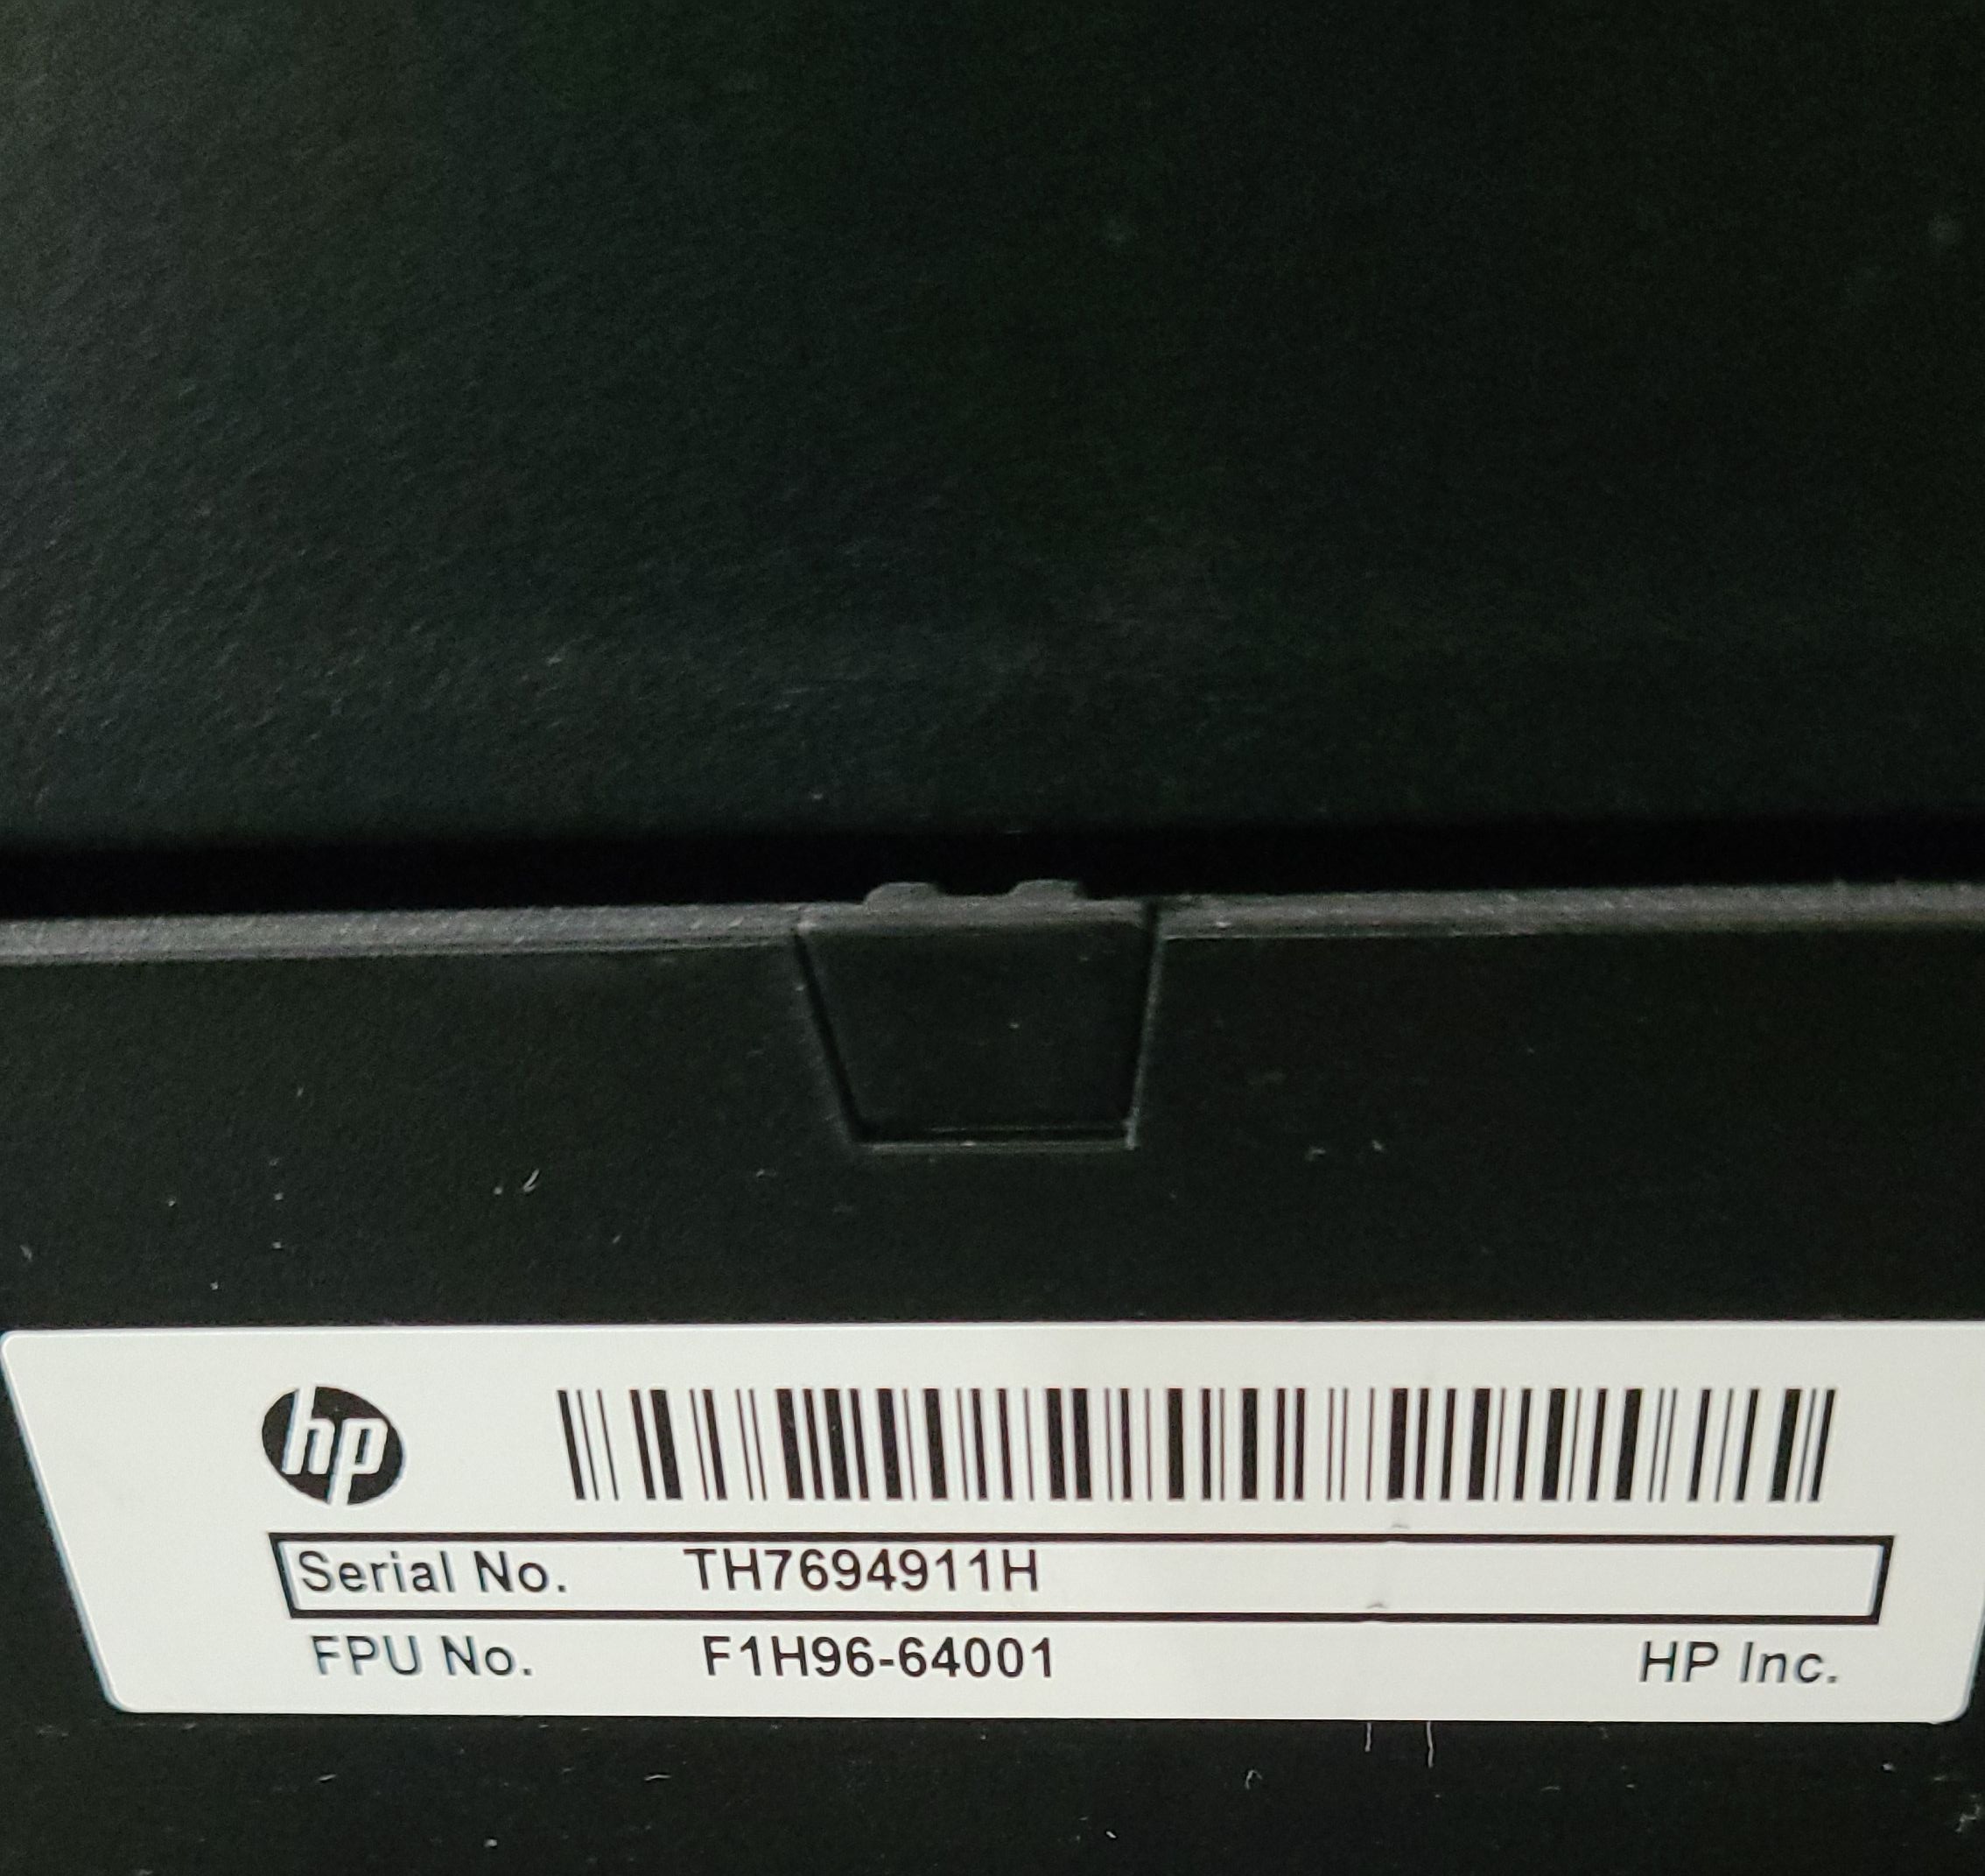 hp
Serial No. TH7694911H
FPU No. F1H96-64001 HP Inc.